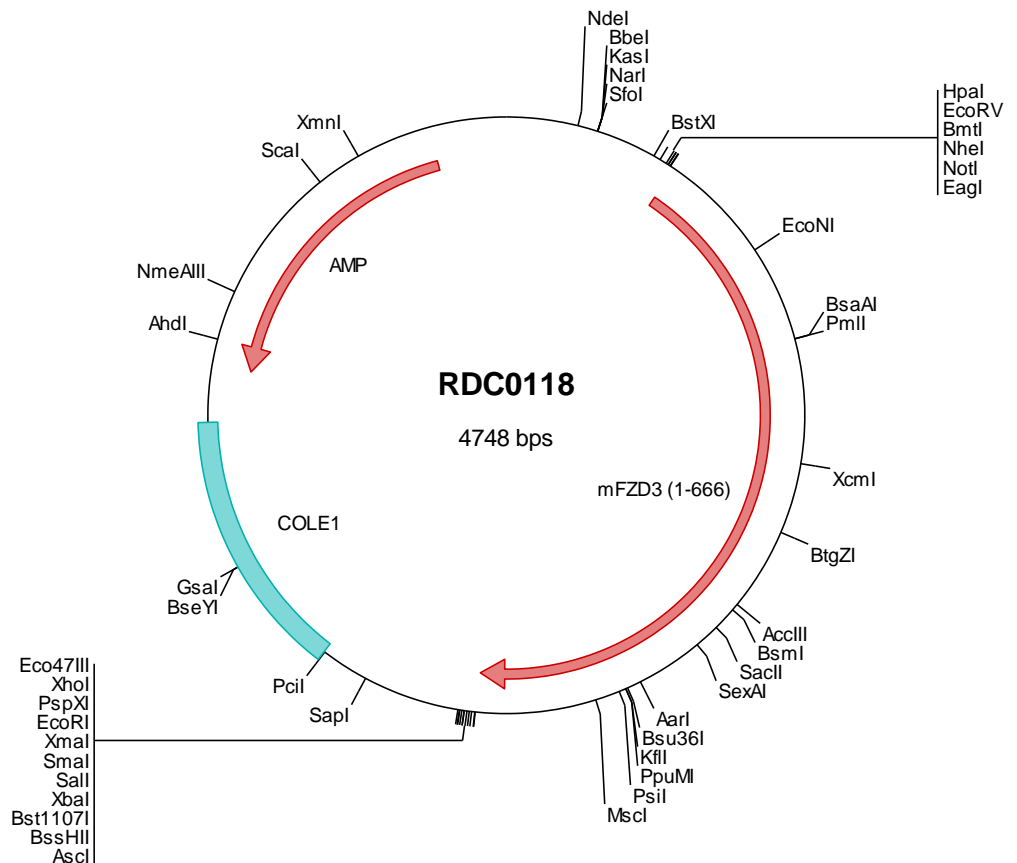 NdeI
BbeI
KasI
NarI
SfoI
BstXI
HpaI
EcoRV
BmtI
NheI
NotI
EagI
XmnI
ScaI
EcoNI
AMP
NmeAIII
AhdI
BsaAI
PmlI
RDC0118
4748 bps
XcmI
mFZD3 (1-666)
COLE1
BtgZI
GsaI
BseYI
AccIII
BsmI
SacII
SexAI
PciI
SapI
AarI
Bsu36I
KflI
PpuMI
PsiI
MscI
Eco47III
XhoI
PspXI
EcoRI
XmaI
SmaI
SalI
XbaI
Bst1107I
BssHII
AscI